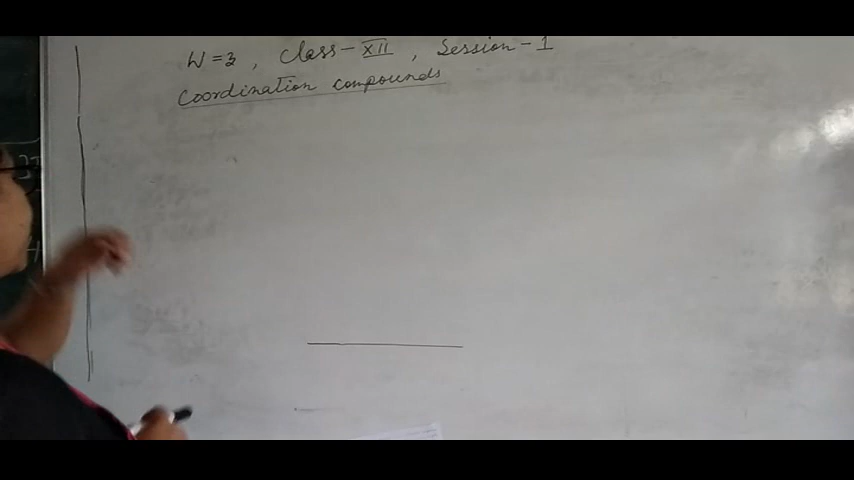 W = 3, Class - XII, Session - 1
Coordination compounds